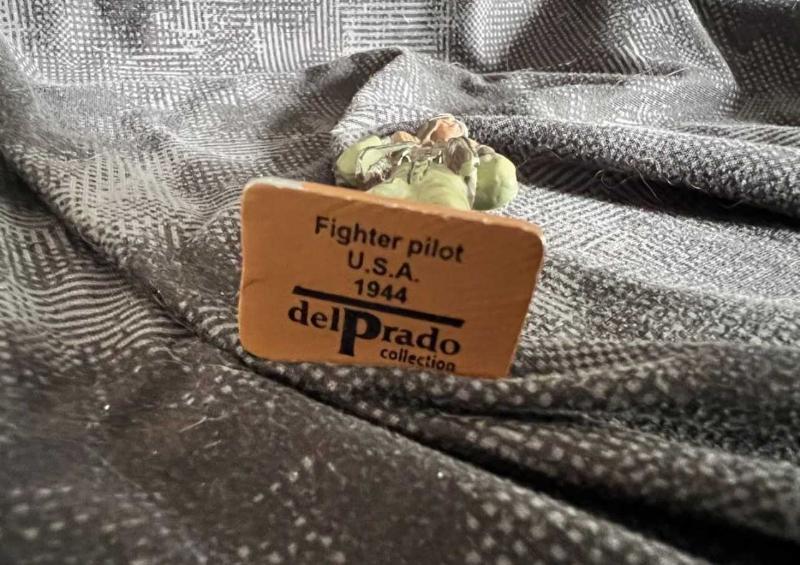 Fighter pilot
U.S.A.
1944
delPrado
collection